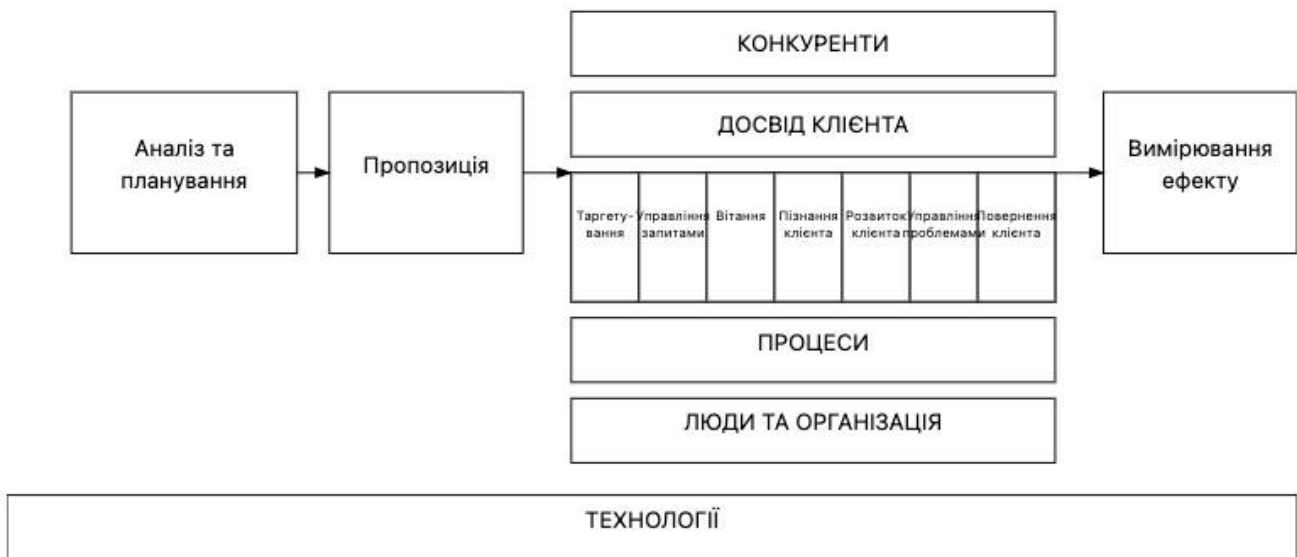 КОНКУРЕНТИ
ДОСВІД КЛІЄНТА
Аналіз та
планування
Пропозиція
Вимірювання
ефекту
Таргету-
вання
Управління
запитами
Вітання
Пізнання
клієнта
Розвиток
клієнта
Управління
проблемами
Повернення
клієнта
ПРОЦЕСИ
ЛЮДИ ТА ОРГАНІЗАЦІЯ
ТЕХНОЛОГІЇ